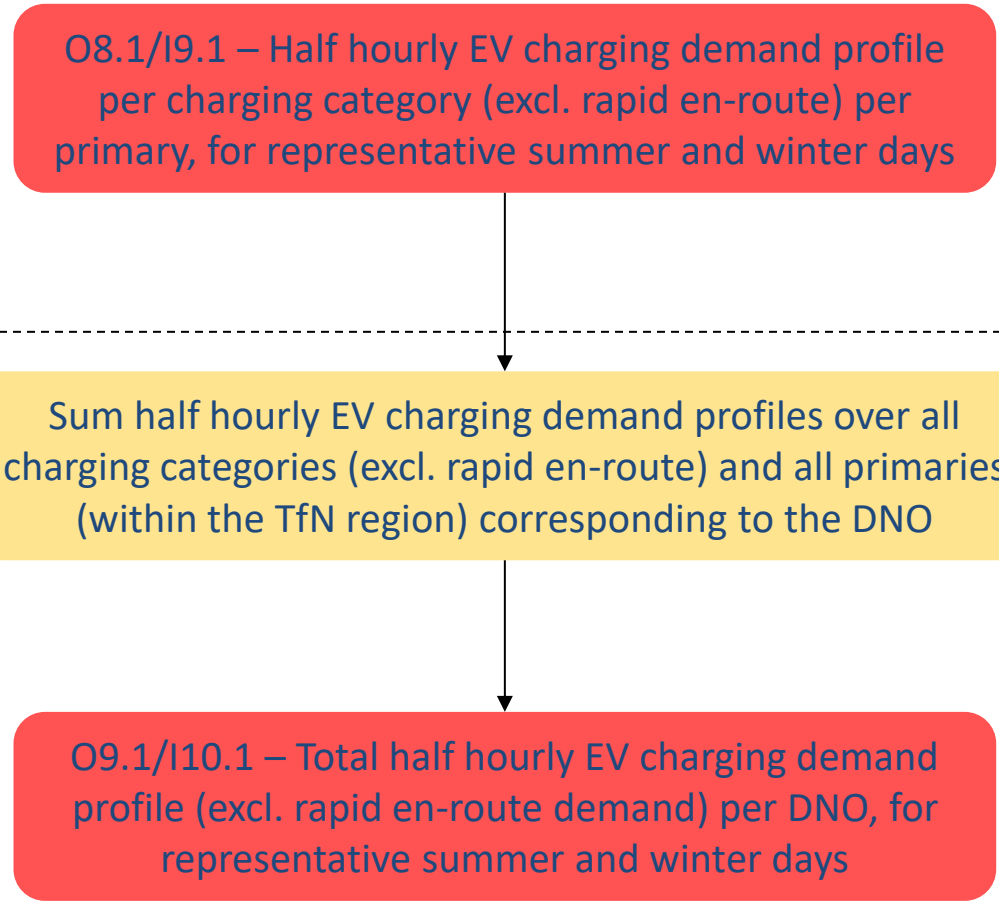 O8.1/I9.1 – Half hourly EV charging demand profile
per charging category (excl. rapid en-route) per
primary, for representative summer and winter days
Sum half hourly EV charging demand profiles over all
charging categories (excl. rapid en-route) and all primaries
(within the TfN region) corresponding to the DNO
O9.1/I10.1 – Total half hourly EV charging demand
profile (excl. rapid en-route demand) per DNO, for
representative summer and winter days